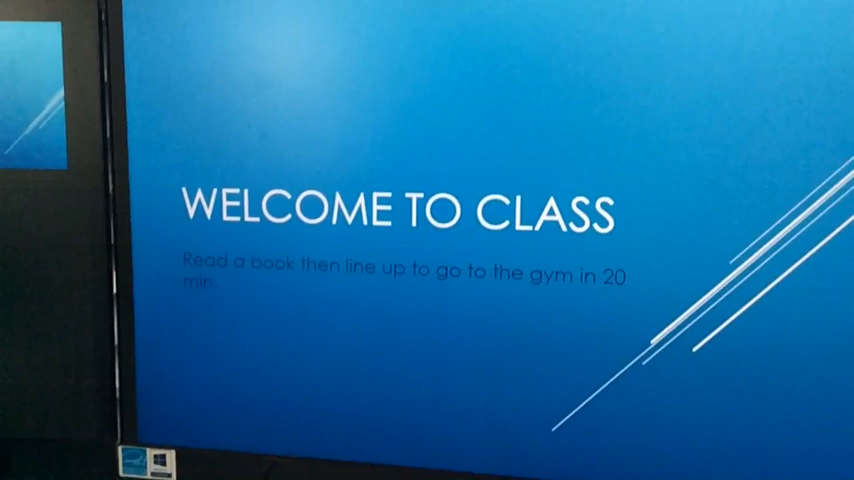 WELCOME TO CLASS
Read a book then line up to go to the gym in 20
min.